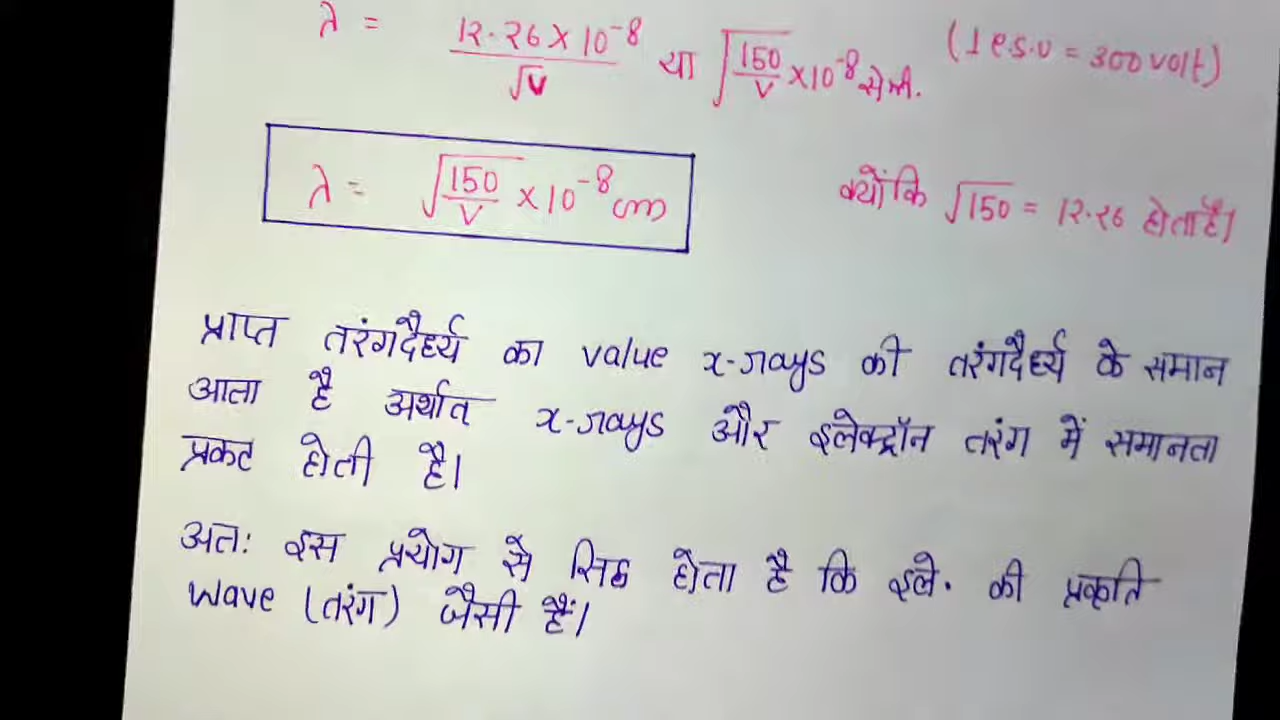 λ = 12.26×10⁻⁸/√V या √150/V ×10⁻⁸ सेमी. (1 e.s.u = 300 volt)
λ = √150/V ×10⁻⁸ cm क्योंकि √150 = 12.26 होता है।
प्राप्त तरंगदैर्ध्य का value x-rays की तरंगदैर्ध्य के समान
आता है अर्थात् x-rays और इलेक्ट्रॉन तरंग में समानता
प्रकट होती है।
अतः इस प्रयोग से सिद्ध होता है कि इले. की प्रकृति
wave (तरंग) जैसी हैं।